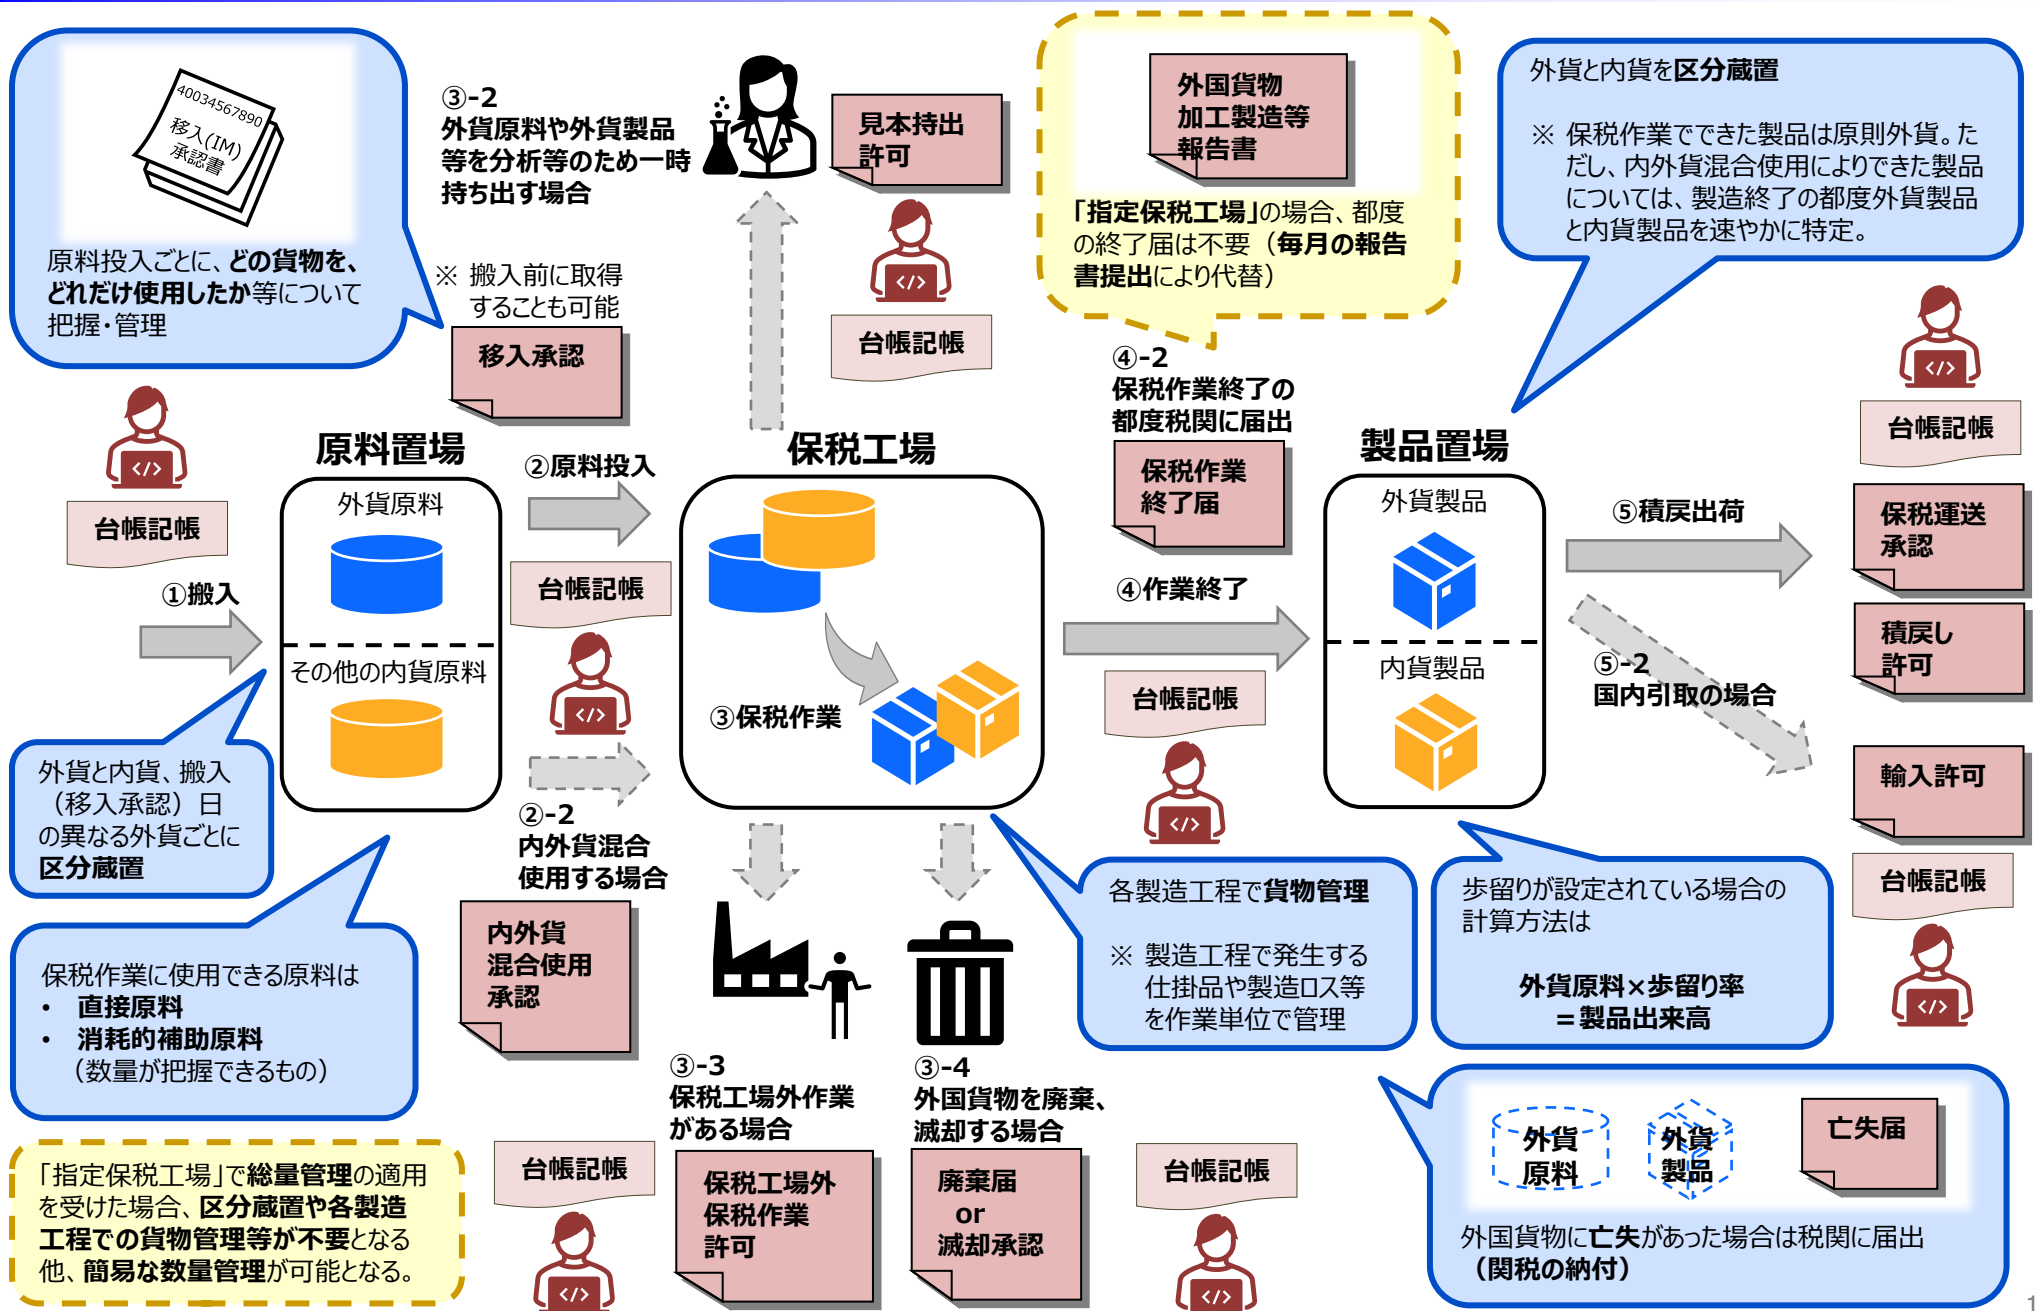 40034567890
移入(IM)
承認書
原料投入ごとに、どの貨物を、
どれだけ使用したか等について
把握・管理
③-2
外貨原料や外貨製品
等を分析等のため一時
持ち出す場合
見本持出
許可
台帳記帳
※ 搬入前に取得
することも可能
移入承認
外国貨物
加工製造等
報告書
「指定保税工場」の場合、都度
の終了届は不要（毎月の報告
書提出により代替）
外貨と内貨を区分蔵置
※ 保税作業でできた製品は原則外貨。た
だし、内外貨混合使用によりできた製品
については、製造終了の都度外貨製品
と内貨製品を速やかに特定。
台帳記帳
①搬入
原料置場
外貨原料
その他の内貨原料
②原料投入
台帳記帳
②-2
内外貨混合
使用する場合
内外貨
混合使用
承認
保税工場
③保税作業
④-2
保税作業終了の
都度税関に届出
保税作業
終了届
④作業終了
台帳記帳
製品置場
外貨製品
内貨製品
⑤積戻出荷
⑤-2
国内引取の場合
台帳記帳
保税運送
承認
積戻し
許可
輸入許可
台帳記帳
外貨と内貨、搬入
（移入承認）日
の異なる外貨ごとに
区分蔵置
保税作業に使用できる原料は
• 直接原料
• 消耗的補助原料
（数量が把握できるもの）
「指定保税工場」で総量管理の適用
を受けた場合、区分蔵置や各製造
工程での貨物管理等が不要となる
他、簡易な数量管理が可能となる。
③-3
保税工場外作業
がある場合
台帳記帳
保税工場外
保税作業
許可
③-4
外国貨物を廃棄、
滅却する場合
廃棄届
or
滅却承認
台帳記帳
各製造工程で貨物管理
※ 製造工程で発生する
仕掛品や製造ロス等
を作業単位で管理
歩留りが設定されている場合の
計算方法は
外貨原料×歩留り率
＝製品出来高
外貨
原料
外貨
製品
亡失届
外国貨物に亡失があった場合は税関に届出
（関税の納付）